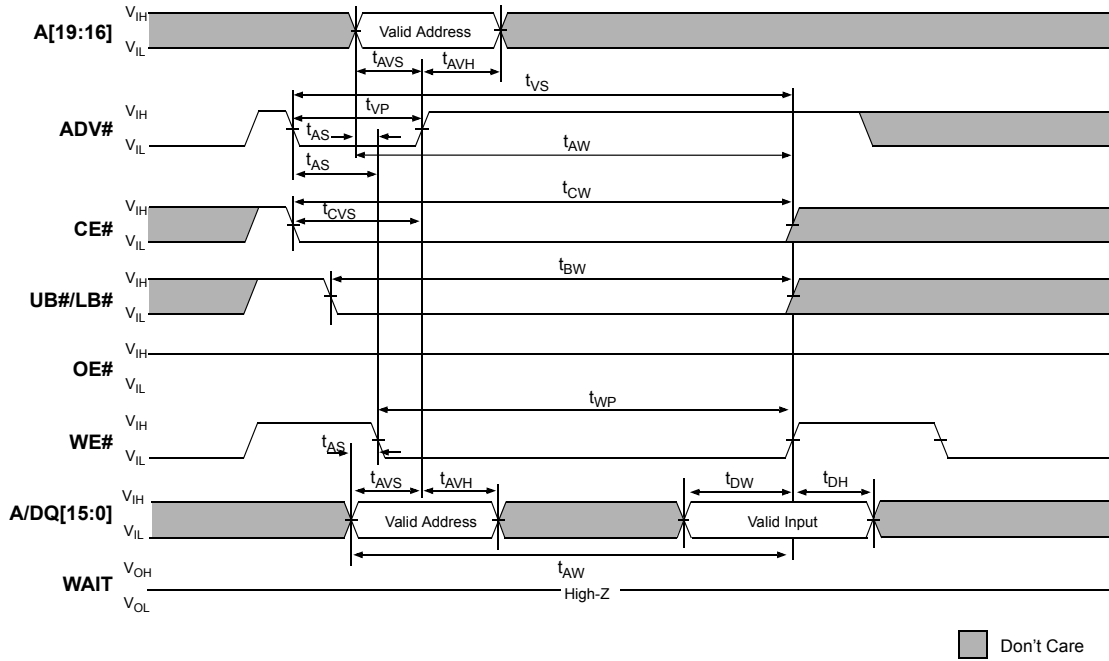 A[19:16]
VIH
VIL
Valid Address
tAVS
tAVH
tVS
ADV#
VIH
VIL
tVP
tAS
tAW
tAS
CE#
VIH
VIL
tCW
tCVS
UB#/LB#
VIH
VIL
tBW
OE#
VIH
VIL
WE#
VIH
VIL
tWP
tAS
A/DQ[15:0]
VIH
VIL
tAVS
tAVH
tDW
tDH
Valid Address
Valid Input
tAW
WAIT
VOH
VOL
High-Z
Don't Care